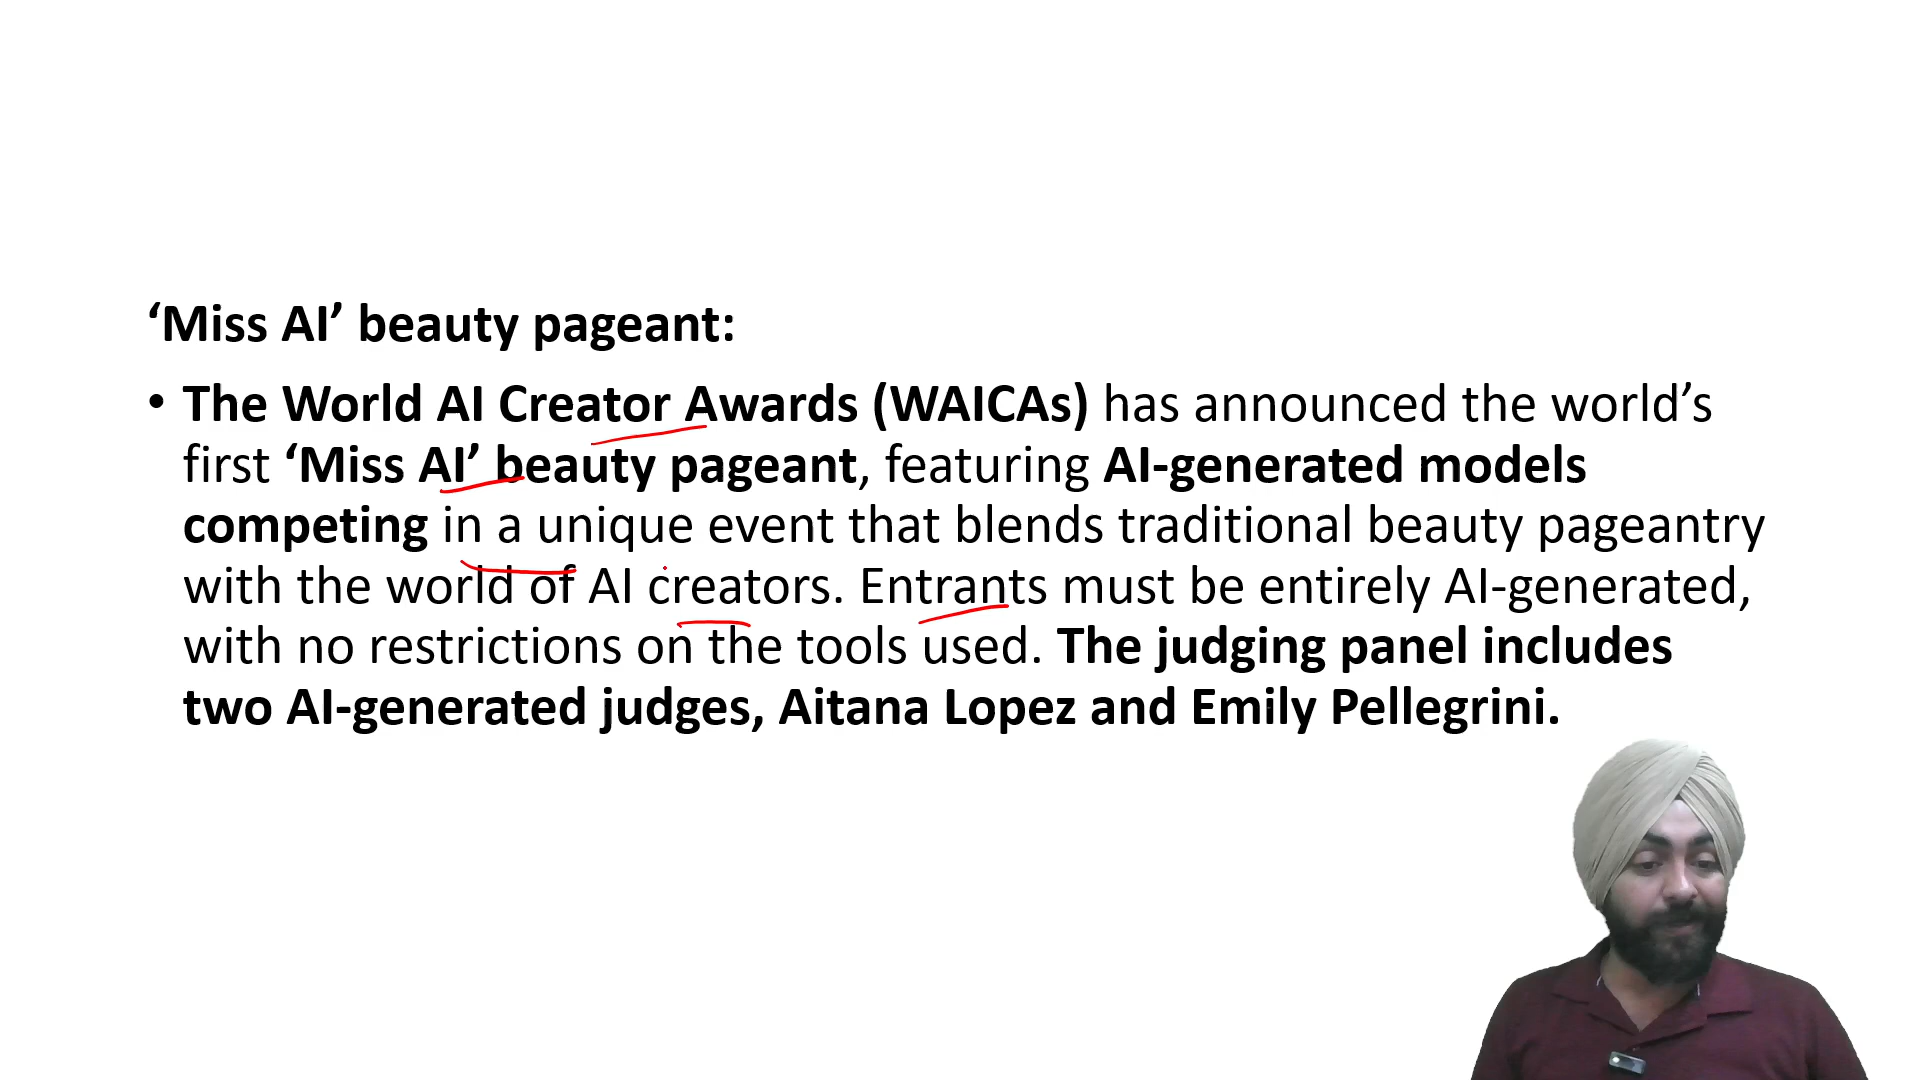 ‘Miss AI’ beauty pageant:
• The World AI Creator Awards (WAICAs) has announced the world’s
first ‘Miss AI’ beauty pageant, featuring AI-generated models
competing in a unique event that blends traditional beauty pageantry
with the world of AI creators. Entrants must be entirely AI-generated,
with no restrictions on the tools used. The judging panel includes
two AI-generated judges, Aitana Lopez and Emily Pellegrini.